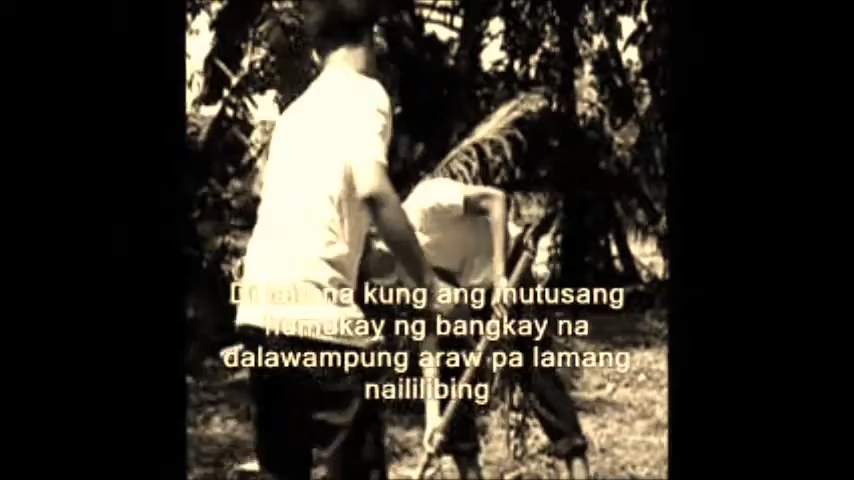 na kung ang inutusang
humukay ng bangkay na
dalawampung araw pa lamang
naililibing